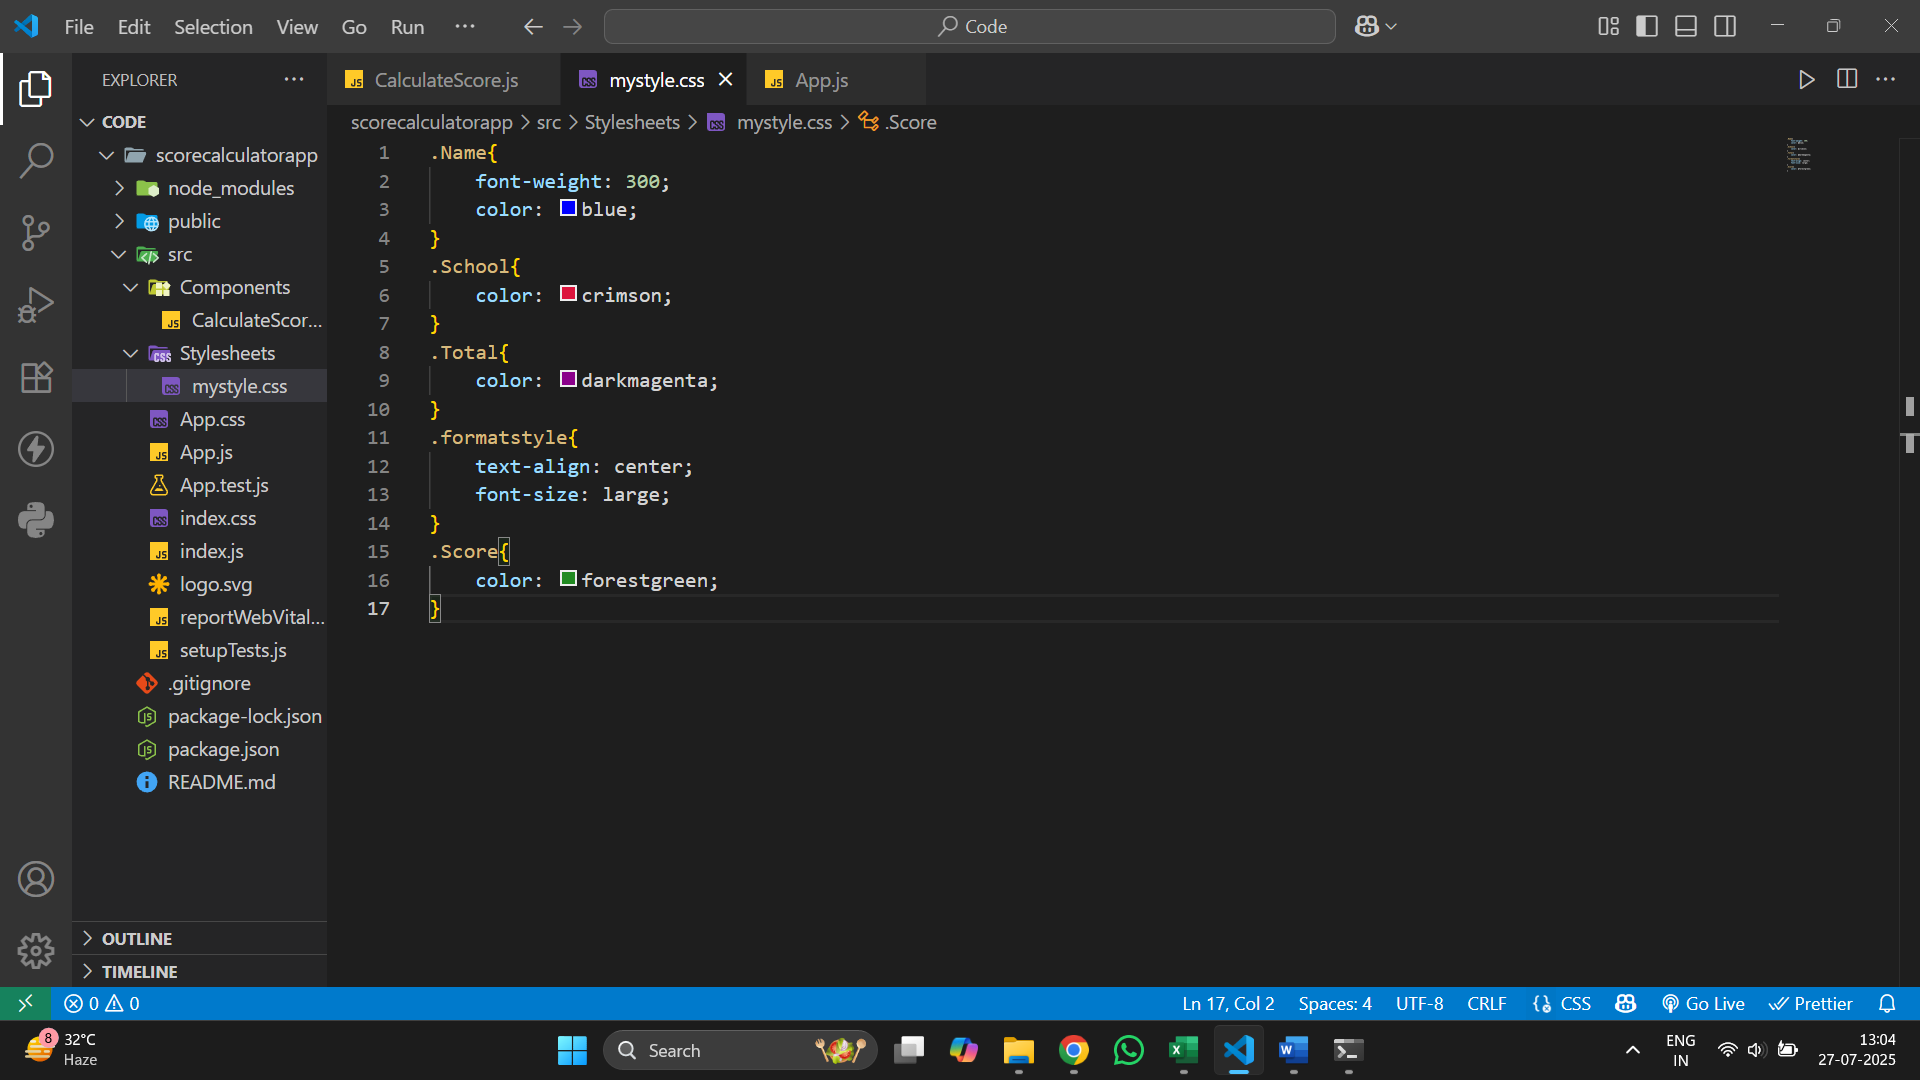 File Edit Selection View Go Run ··· Code
EXPLORER ···
CalculateScore.js
mystyle.css
App.js
CODE
scorecalculatorapp
node_modules
public
src
Components
CalculateScor...
Stylesheets
mystyle.css
App.css
App.js
App.test.js
index.css
index.js
logo.svg
reportWebVital...
setupTests.js
.gitignore
package-lock.json
package.json
README.md
OUTLINE
TIMELINE
scorecalculatorapp > src > Stylesheets > mystyle.css > .Score
1 .Name{
2 font-weight: 300;
3 color: blue;
4 }
5 .School{
6 color: crimson;
7 }
8 .Total{
9 color: darkmagenta;
10 }
11 .formatstyle{
12 text-align: center;
13 font-size: large;
14 }
15 .Score{
16 color: forestgreen;
17 }
0 0 Ln 17, Col 2 Spaces: 4 UTF-8 CRLF {} CSS Go Live Prettier
8 32°C
Haze
Search
ENG
IN
13:04
27-07-2025